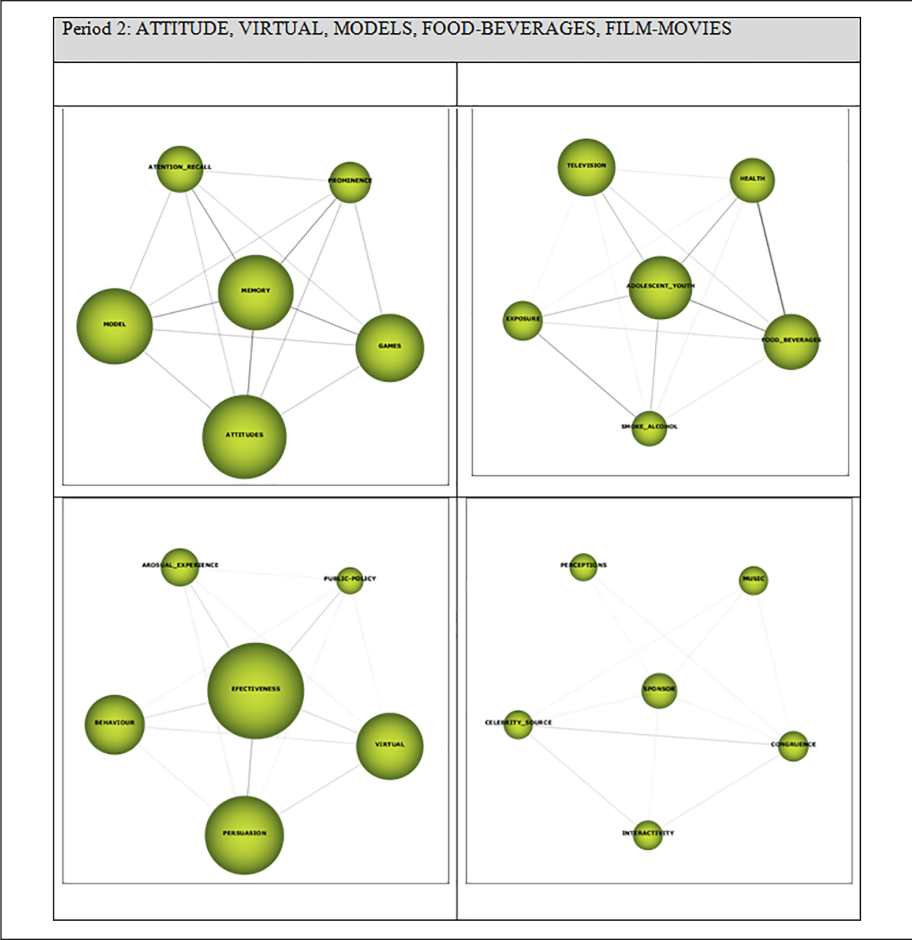 Period 2: ATTITUDE, VIRTUAL, MODELS, FOOD-BEVERAGES, FILM-MOVIES
ATENTION_RECALL
PROMINENCE
MEMORY
MODEL
GAMES
ATTITUDES
TELEVISION
HEALTH
ADOLESCENT_YOUTH
EXPOSURE
FOOD_BEVERAGES
SMOKE_ALCOHOL
AROSUAL_EXPERIENCE
PUBLIC-POLICY
EFECTIVENESS
BEHAVIOUR
VIRTUAL
PERSUASION
PERCEPTIONS
MUSIC
SPONSOR
CELEBRITY_SOURCE
CONGRUENCE
INTERACTIVITY